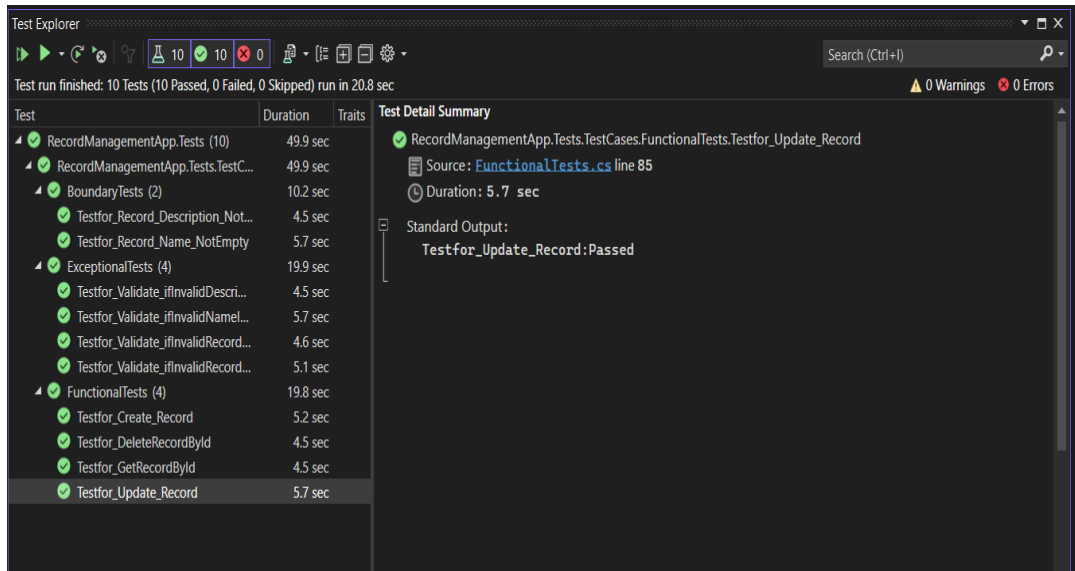 Test Explorer
10 10 0 Search (Ctrl+I)
Test run finished: 10 Tests (10 Passed, 0 Failed, 0 Skipped) run in 20.8 sec 0 Warnings 0 Errors
Test Duration Traits
RecordManagementApp.Tests (10) 49.9 sec
RecordManagementApp.Tests.TestC... 49.9 sec
BoundaryTests (2) 10.2 sec
Testfor_Record_Description_Not... 4.5 sec
Testfor_Record_Name_NotEmpty 5.7 sec
ExceptionalTests (4) 19.9 sec
Testfor_Validate_ifInvalidDescri... 4.5 sec
Testfor_Validate_ifInvalidNameI... 5.7 sec
Testfor_Validate_ifInvalidRecord... 4.6 sec
Testfor_Validate_ifInvalidRecord... 5.1 sec
FunctionalTests (4) 19.8 sec
Testfor_Create_Record 5.2 sec
Testfor_DeleteRecordById 4.5 sec
Testfor_GetRecordById 4.5 sec
Testfor_Update_Record 5.7 sec
Test Detail Summary
RecordManagementApp.Tests.TestCases.FunctionalTests.Testfor_Update_Record
Source: FunctionalTests.cs line 85
Duration: 5.7 sec
Standard Output:
Testfor_Update_Record:Passed